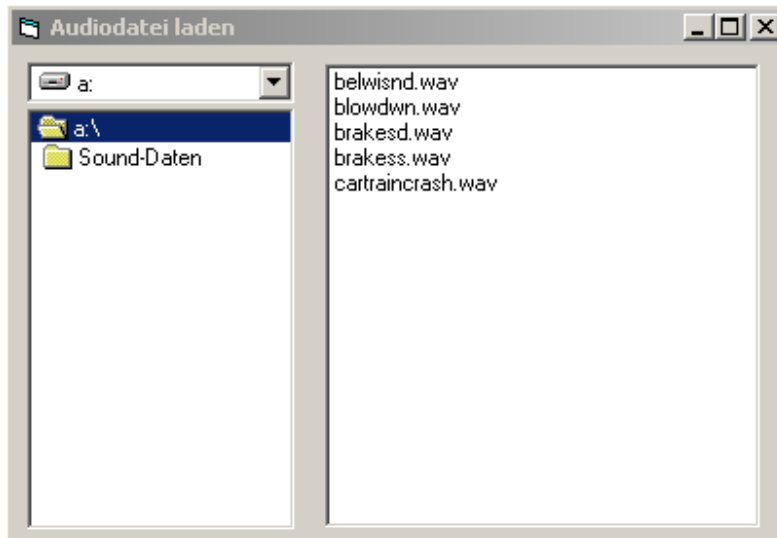 Audiodatei laden
a:
a:\
Sound-Daten
belwisnd.wav
blowdwn.wav
brakesd.wav
brakess.wav
cartraincrash.wav